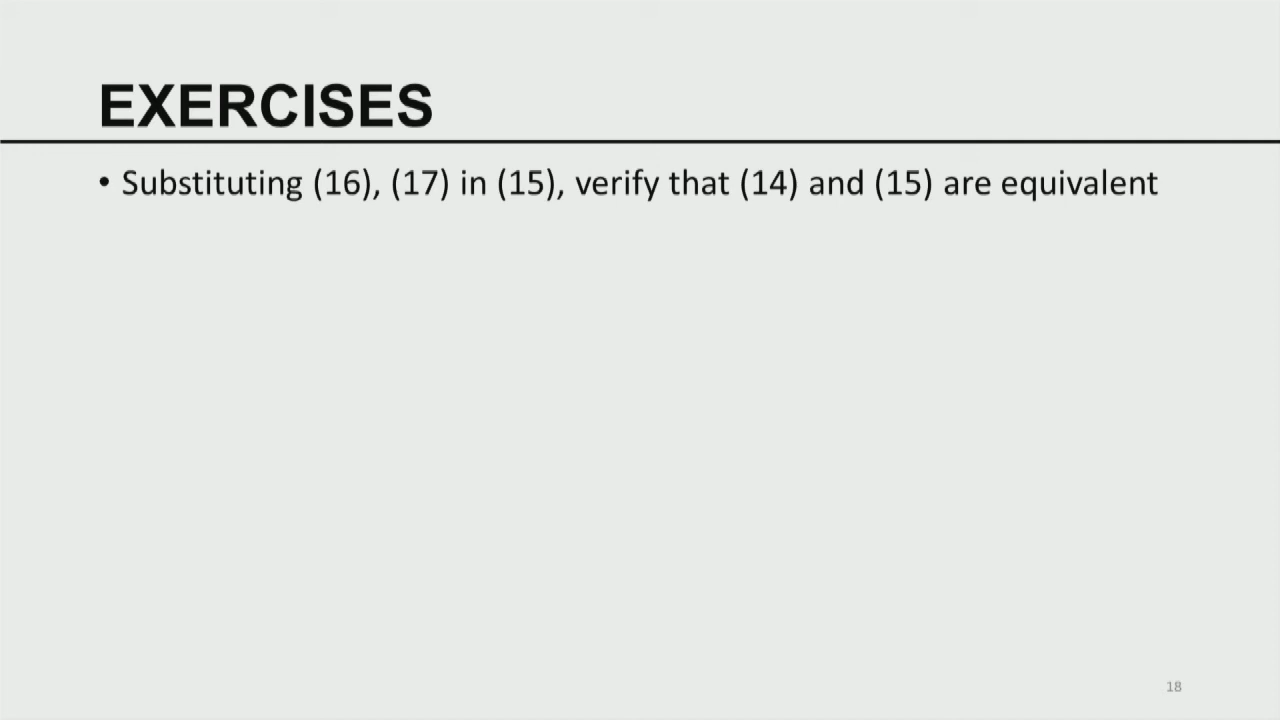 EXERCISES
• Substituting (16), (17) in (15), verify that (14) and (15) are equivalent
18